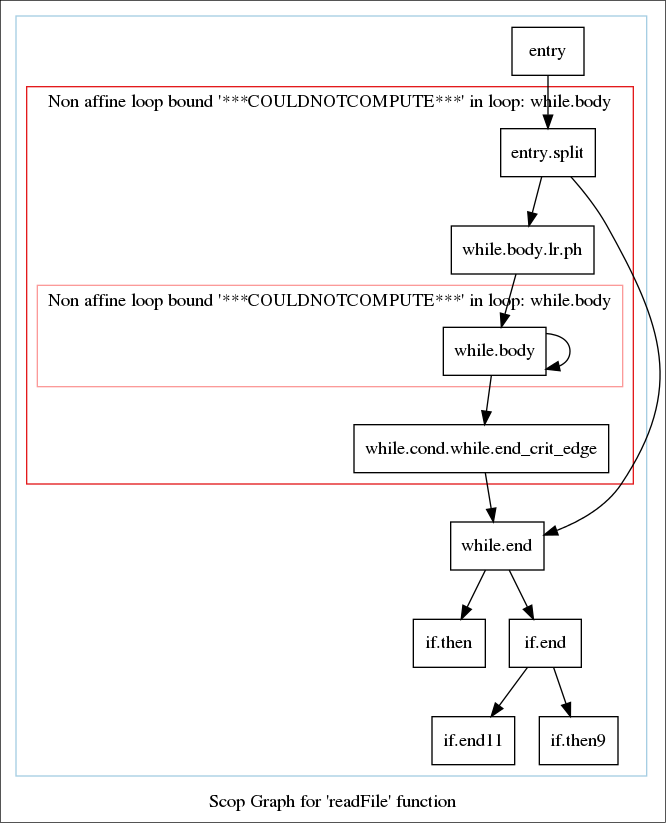 entry
Non affine loop bound '***COULDNOTCOMPUTE***' in loop: while.body
entry.split
while.body.lr.ph
Non affine loop bound '***COULDNOTCOMPUTE***' in loop: while.body
while.body
while.cond.while.end_crit_edge
while.end
if.then
if.end
if.end11
if.then9
Scop Graph for 'readFile' function